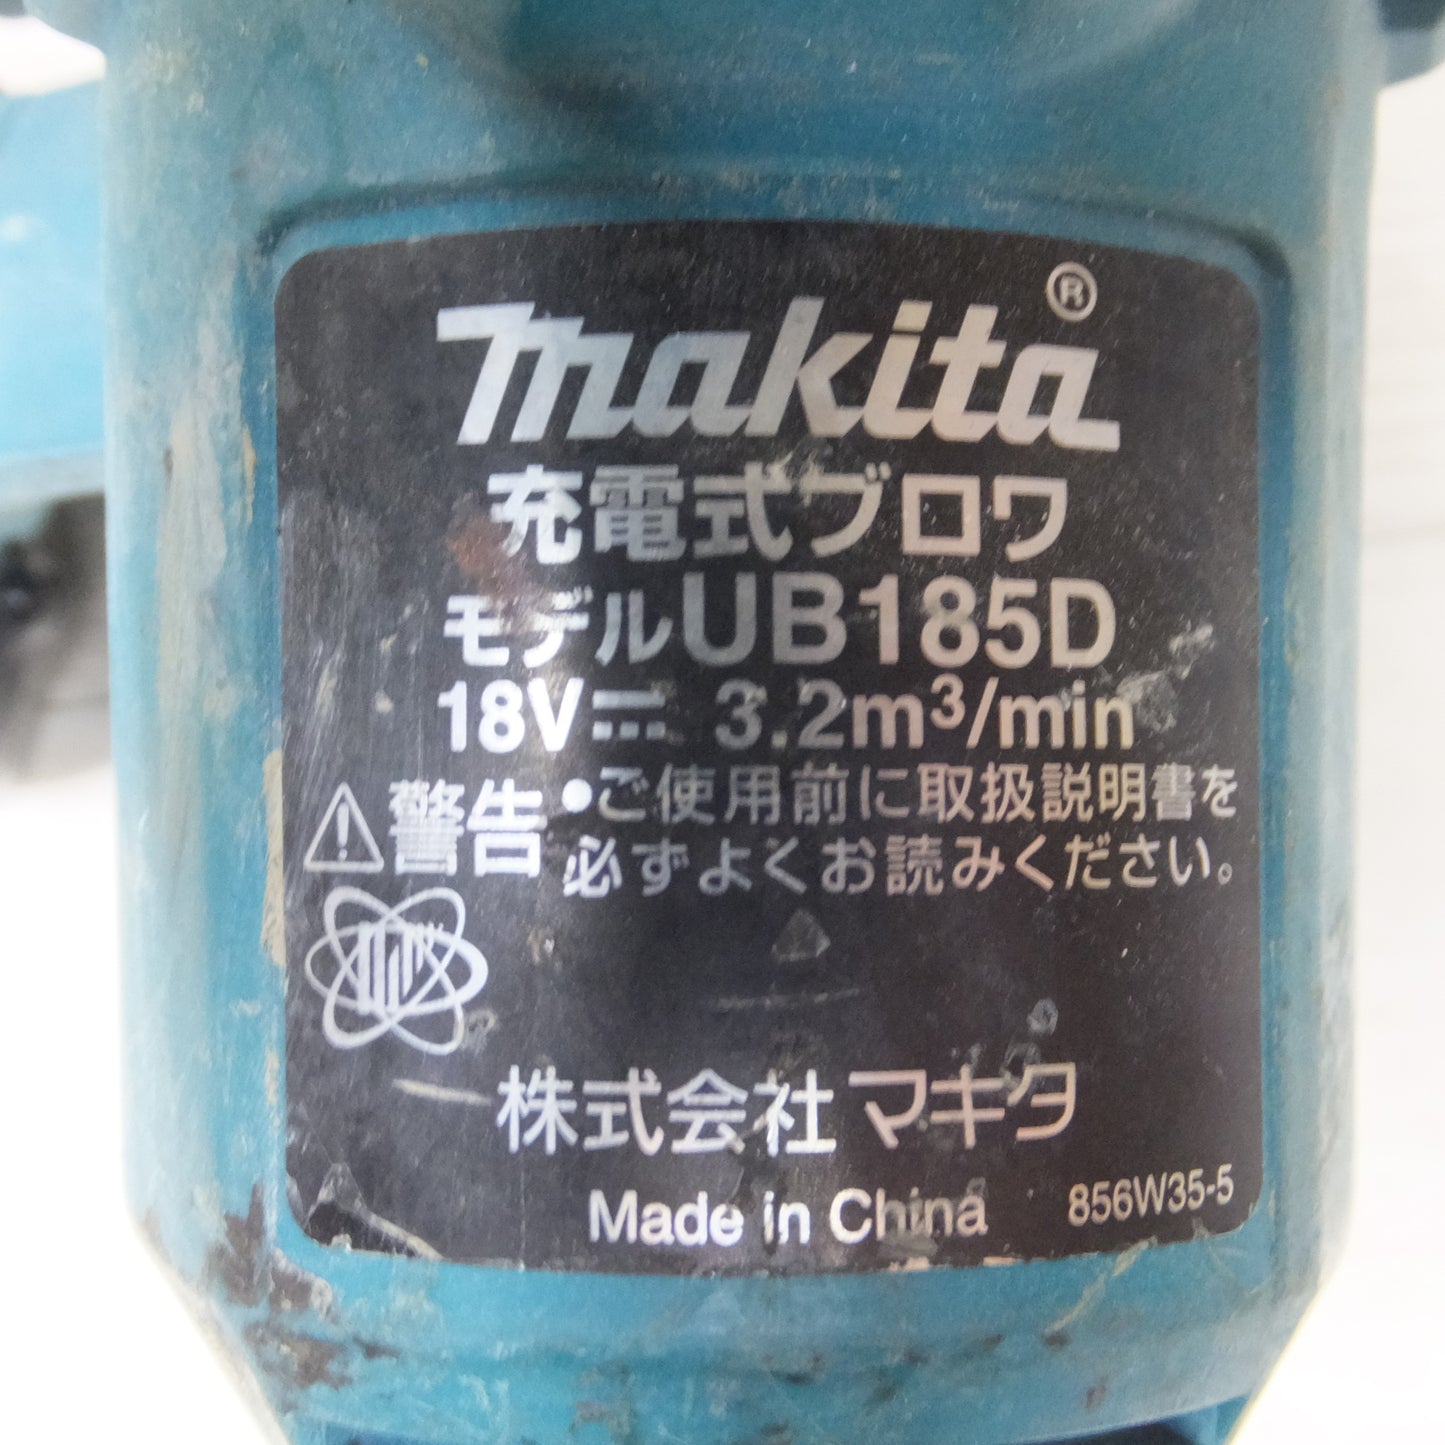 makita®
充電式ブロワ
モデルUB185D
18V⎓ 3.2m³/min
⚠警告 ●ご使用前に取扱説明書を
必ずよくお読みください。
株式会社マキタ
Made in China 856W35-5